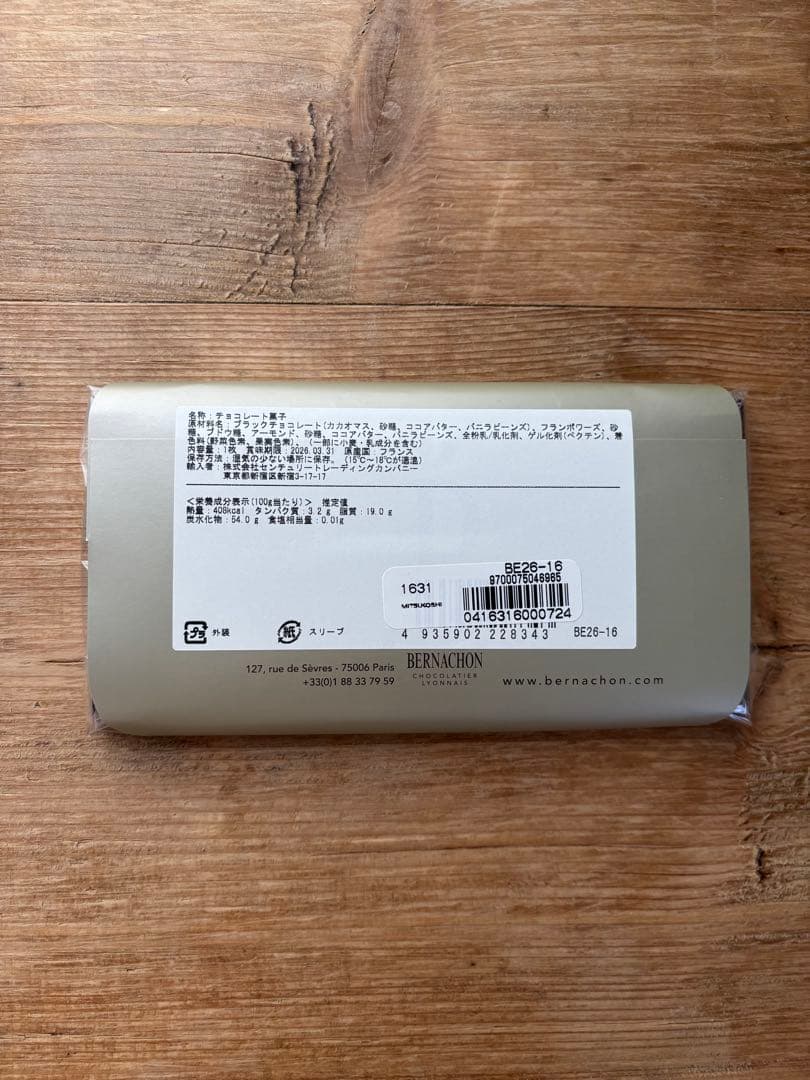 名称：チョコレート菓子
原材料名：ブラックチョコレート(カカオマス、砂糖、ココアバター、バニラビーンズ)、フランボワーズ、砂
糖、ブドウ糖、アーモンド、砂糖、ココアバター、バニラビーンズ、全粉乳/乳化剤、ゲル化剤(ペクチン)、着
色料(野菜色素、果実色素)、(一部に小麦・乳成分を含む)
内容量：1枚 賞味期限：2026.03.31 原産国：フランス
保存方法：湿気の少ない場所に保存。(15℃〜18℃が適温)
輸入者：株式会社センチュリートレーディングカンパニー
東京都新宿区新宿3-17-17
＜栄養成分表示(100g当たり)＞ 推定値
熱量：408kcal タンパク質：3.2g 脂質：19.0g
炭水化物：54.0g 食塩相当量：0.01g
BE26-16
9700075046985
1631
MITSUKOSHI
0416316000724
プラ 外装 紙 スリーブ
4 935902 228343 BE26-16
127, rue de Sèvres - 75006 Paris
+33(0)1 88 33 79 59
BERNACHON
CHOCOLATIER
LYONNAIS
www.bernachon.com